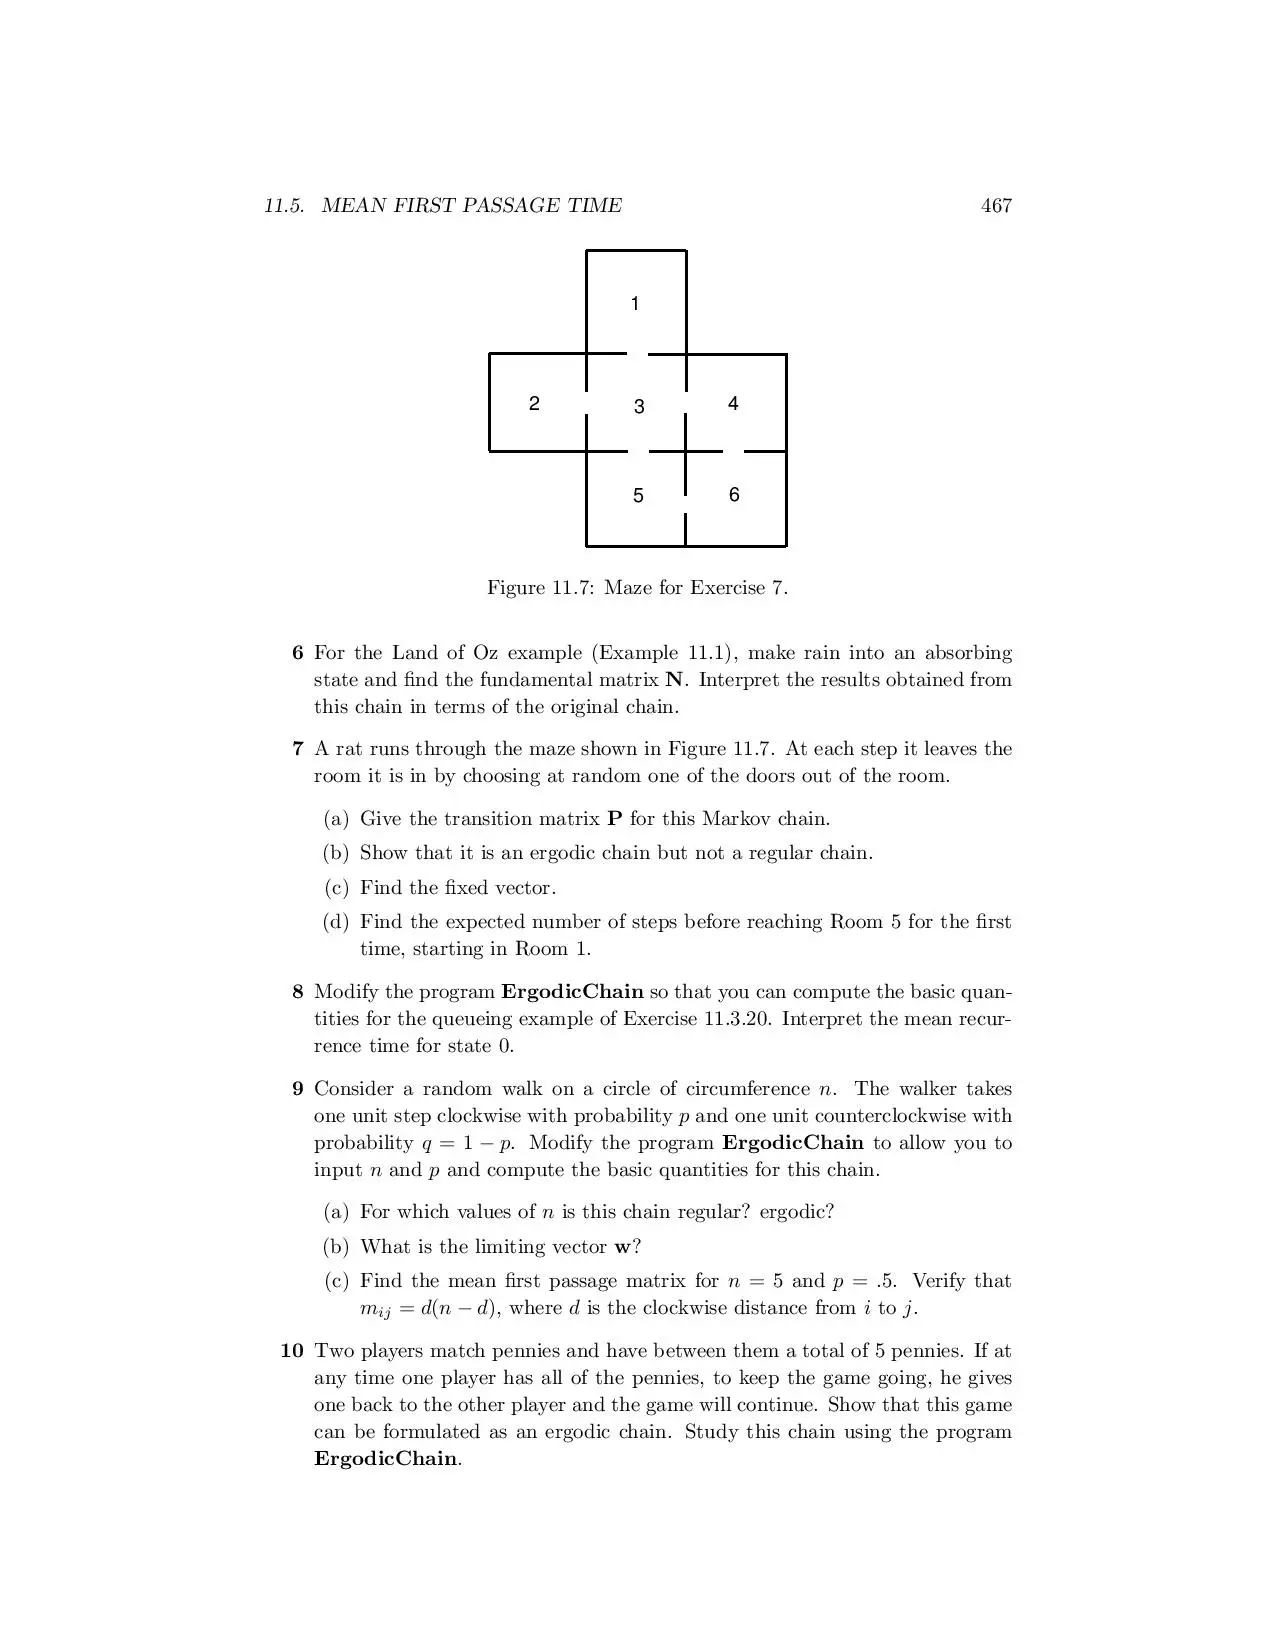 11.5. MEAN FIRST PASSAGE TIME 467
1
2 3 4
5 6
Figure 11.7: Maze for Exercise 7.
6 For the Land of Oz example (Example 11.1), make rain into an absorbing
state and find the fundamental matrix N. Interpret the results obtained from
this chain in terms of the original chain.
7 A rat runs through the maze shown in Figure 11.7. At each step it leaves the
room it is in by choosing at random one of the doors out of the room.
(a) Give the transition matrix P for this Markov chain.
(b) Show that it is an ergodic chain but not a regular chain.
(c) Find the fixed vector.
(d) Find the expected number of steps before reaching Room 5 for the first
time, starting in Room 1.
8 Modify the program ErgodicChain so that you can compute the basic quan-
tities for the queueing example of Exercise 11.3.20. Interpret the mean recur-
rence time for state 0.
9 Consider a random walk on a circle of circumference n. The walker takes
one unit step clockwise with probability p and one unit counterclockwise with
probability q = 1 − p. Modify the program ErgodicChain to allow you to
input n and p and compute the basic quantities for this chain.
(a) For which values of n is this chain regular? ergodic?
(b) What is the limiting vector w?
(c) Find the mean first passage matrix for n = 5 and p = .5. Verify that
mij = d(n − d), where d is the clockwise distance from i to j.
10 Two players match pennies and have between them a total of 5 pennies. If at
any time one player has all of the pennies, to keep the game going, he gives
one back to the other player and the game will continue. Show that this game
can be formulated as an ergodic chain. Study this chain using the program
ErgodicChain.